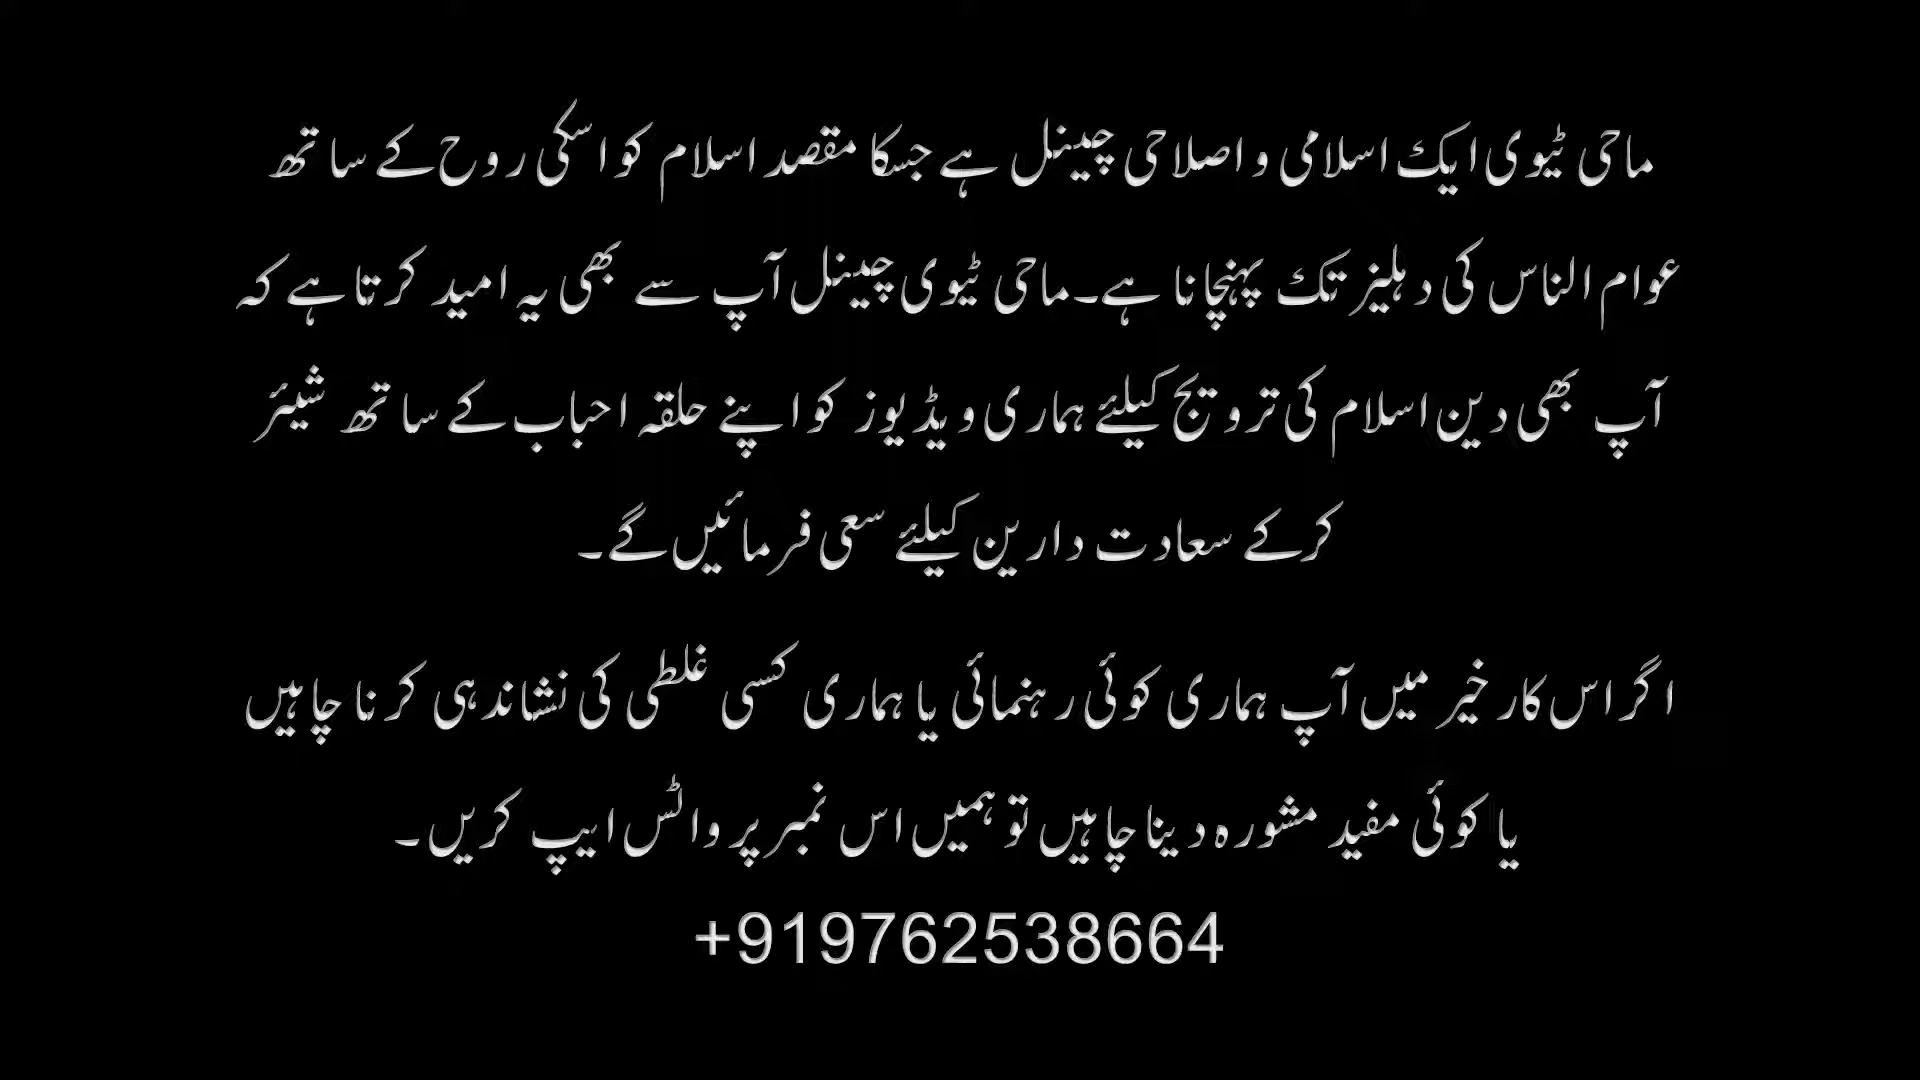 ماحی ٹیوی ایک اسلامی و اصلاحی چینل ہے جسکا مقصد اسلام کو اسکی روح کے ساتھ
عوام الناس کی دہلیز تک پہنچانا ہے۔ماحی ٹیوی چینل آپ سے بھی یہ امید کرتا ہے کہ
آپ بھی دین اسلام کی ترویج کیلئے ہماری ویڈیوز کو اپنے حلقہ احباب کے ساتھ شیئر
کرکے سعادت دارین کیلئے سعی فرمائیں گے۔
اگر اس کار خیر میں آپ ہماری کوئی رہنمائی یا ہماری کسی غلطی کی نشاندہی کرنا چاہیں
یا کوئی مفید مشورہ دینا چاہیں تو ہمیں اس نمبر پر واٹس ایپ کریں۔
+919762538664